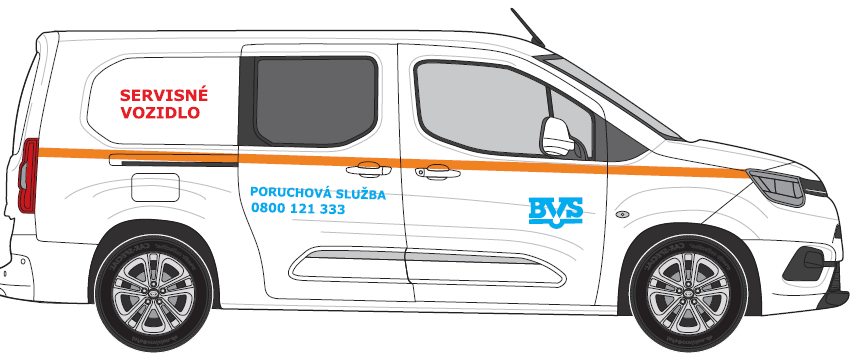 SERVISNÉ
VOZIDLO
PORUCHOVÁ SLUŽBA
0800 121 333
BVS